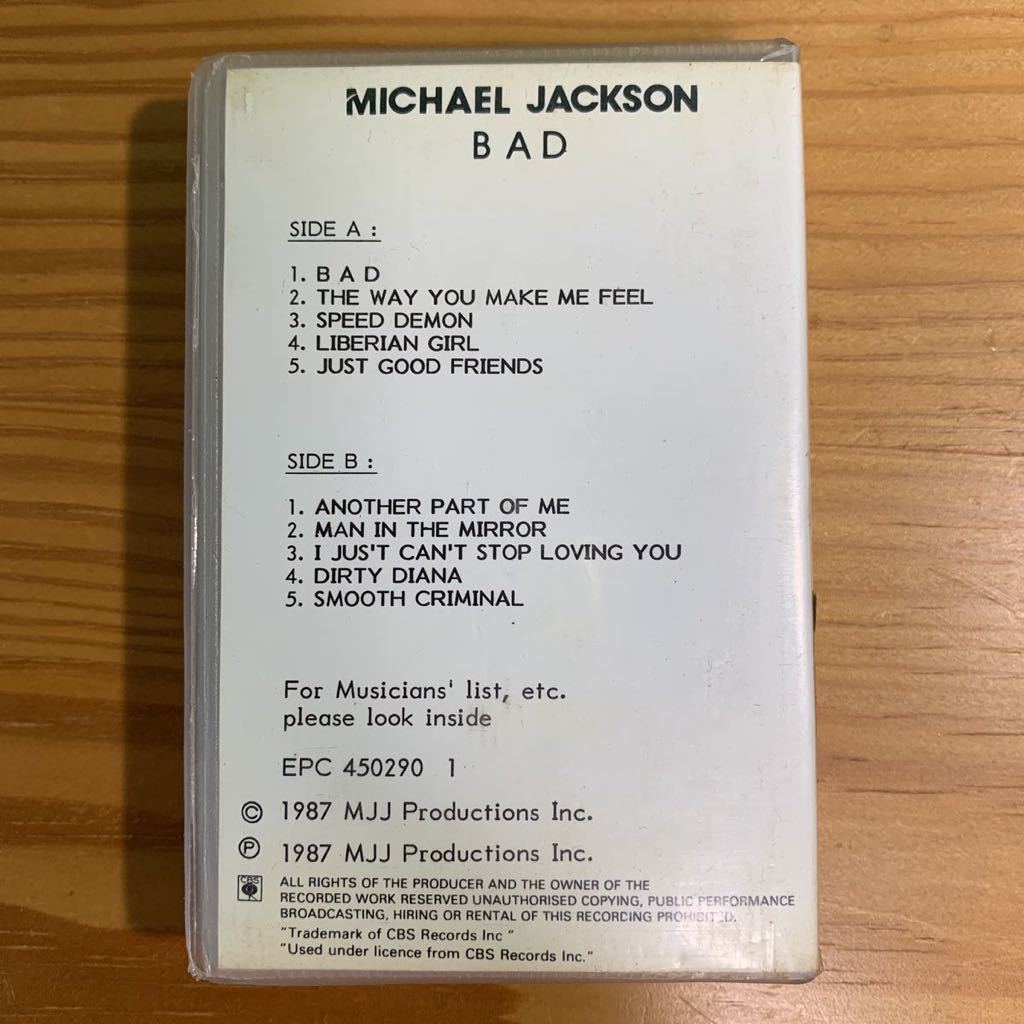 MICHAEL JACKSON
BAD
SIDE A :
1. B A D
2. THE WAY YOU MAKE ME FEEL
3. SPEED DEMON
4. LIBERIAN GIRL
5. JUST GOOD FRIENDS
SIDE B :
1. ANOTHER PART OF ME
2. MAN IN THE MIRROR
3. I JUS'T CAN'T STOP LOVING YOU
4. DIRTY DIANA
5. SMOOTH CRIMINAL
For Musicians' list, etc.
please look inside
EPC 450290 1
© 1987 MJJ Productions Inc.
℗ 1987 MJJ Productions Inc.
CBS
ALL RIGHTS OF THE PRODUCER AND THE OWNER OF THE
RECORDED WORK RESERVED UNAUTHORISED COPYING, PUBLIC PERFORMANCE
BROADCASTING, HIRING OR RENTAL OF THIS RECORDING PROHIBITED.
"Trademark of CBS Records Inc "
"Used under licence from CBS Records Inc."